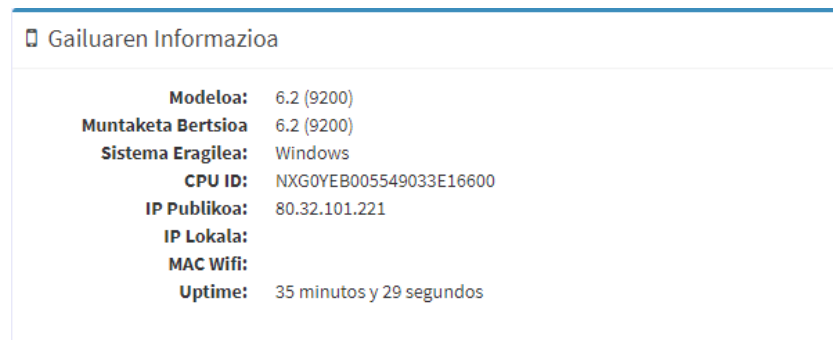 Gailuaren Informazioa
Modeloa: 6.2 (9200)
Muntaketa Bertsioa 6.2 (9200)
Sistema Eragilea: Windows
CPU ID: NXG0YEB005549033E16600
IP Publikoa: 80.32.101.221
IP Lokala:
MAC Wifi:
Uptime: 35 minutos y 29 segundos